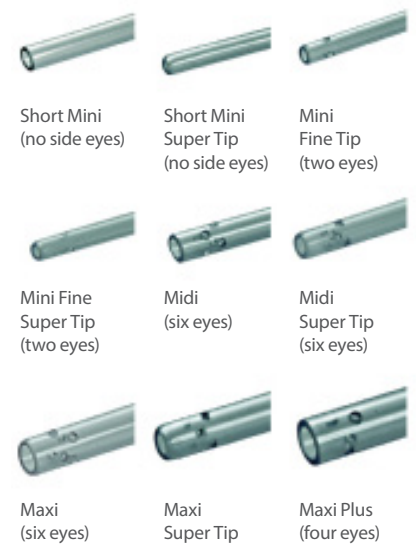 Short Mini
(no side eyes)
Short Mini
Super Tip
(no side eyes)
Mini
Fine Tip
(two eyes)
Mini Fine
Super Tip
(two eyes)
Midi
(six eyes)
Midi
Super Tip
(six eyes)
Maxi
(six eyes)
Maxi
Super Tip
Maxi Plus
(four eyes)